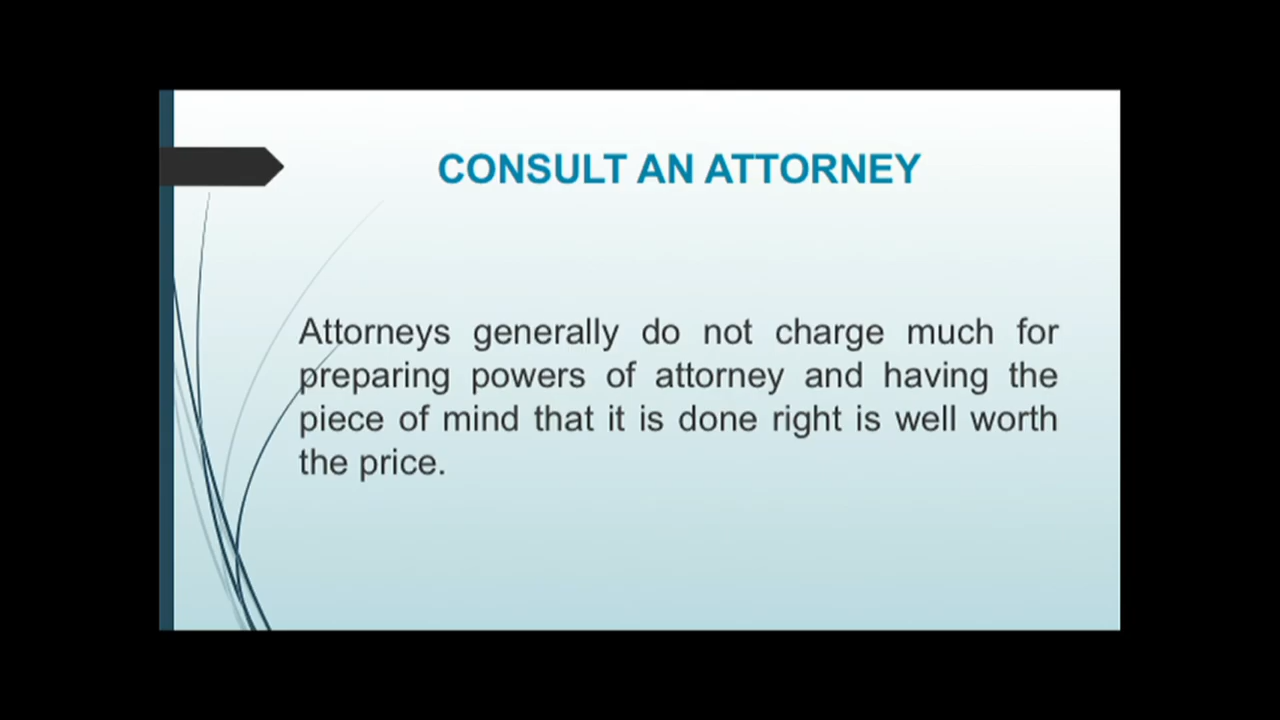 CONSULT AN ATTORNEY
Attorneys generally do not charge much for
preparing powers of attorney and having the
piece of mind that it is done right is well worth
the price.